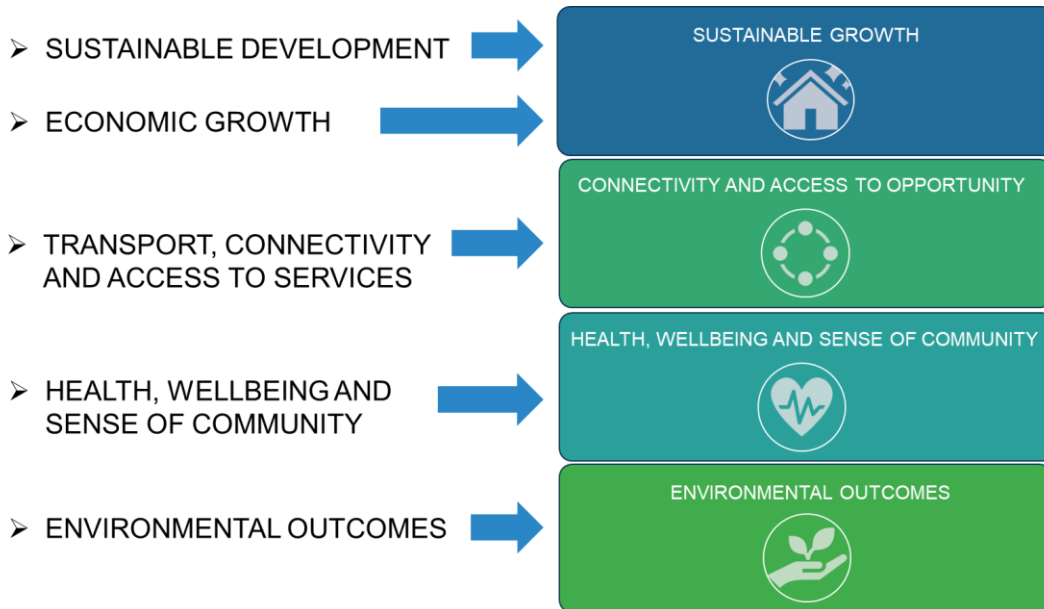 ➢ SUSTAINABLE DEVELOPMENT
SUSTAINABLE GROWTH
➢ ECONOMIC GROWTH
CONNECTIVITY AND ACCESS TO OPPORTUNITY
➢ TRANSPORT, CONNECTIVITY
AND ACCESS TO SERVICES
HEALTH, WELLBEING AND SENSE OF COMMUNITY
➢ HEALTH, WELLBEING AND
SENSE OF COMMUNITY
ENVIRONMENTAL OUTCOMES
➢ ENVIRONMENTAL OUTCOMES